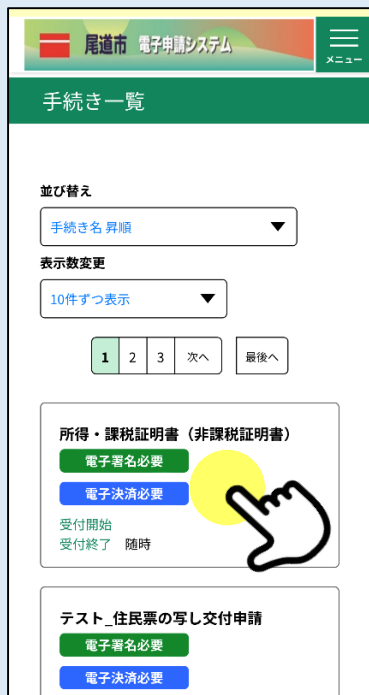 尾道市 電子申請システム
メニュー
手続き一覧
並び替え
手続き名 昇順
表示数変更
10件ずつ表示
1 2 3 次へ 最後へ
所得・課税証明書（非課税証明書）
電子署名必要
電子決済必要
受付開始
受付終了 随時
テスト_住民票の写し交付申請
電子署名必要
電子決済必要